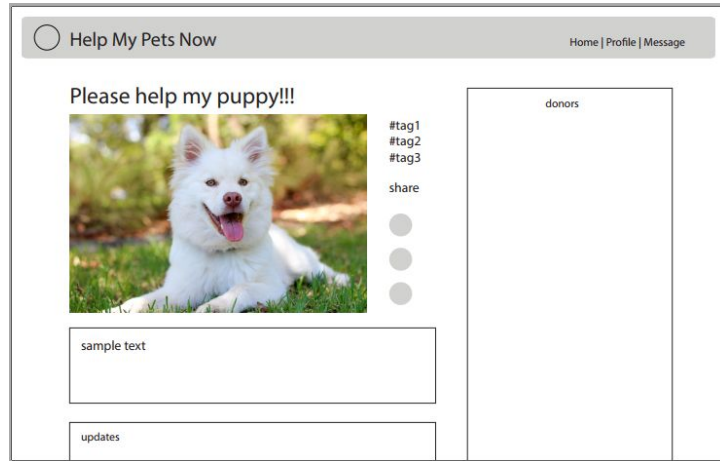 Help My Pets Now
Home | Profile | Message
Please help my puppy!!!
#tag1
#tag2
#tag3
share
donors
sample text
updates